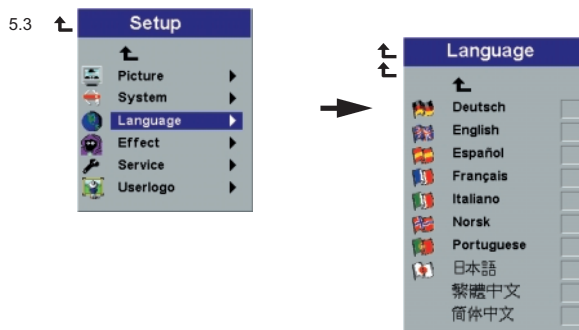 5.3
Setup
Picture
System
Language
Effect
Service
Userlogo
Language
Deutsch
English
Español
Français
Italiano
Norsk
Portuguese
日本語
繁體中文
简体中文